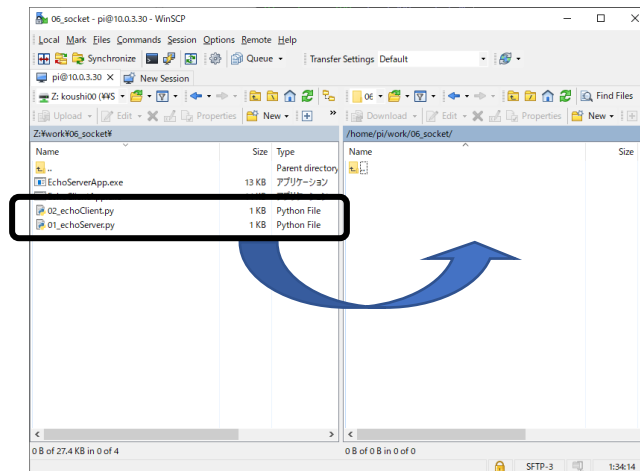 06_socket - pi@10.0.3.30 - WinSCP
Local Mark Files Commands Session Options Remote Help
Synchronize Queue Transfer Settings Default
pi@10.0.3.30 × New Session
Z: koushi00 (¥¥S 06 Find Files
Upload Edit Properties New » Download Edit Properties New
Z:¥work¥06_socket¥ /home/pi/work/06_socket/
Name Size Type Name Size
.. Parent directory ..
EchoServerApp.exe 13 KB アプリケーション
02_echoClient.py 1 KB Python File
01_echoServer.py 1 KB Python File
0 B of 27.4 KB in 0 of 4 0 B of 0 B in 0 of 0
SFTP-3 1:34:14